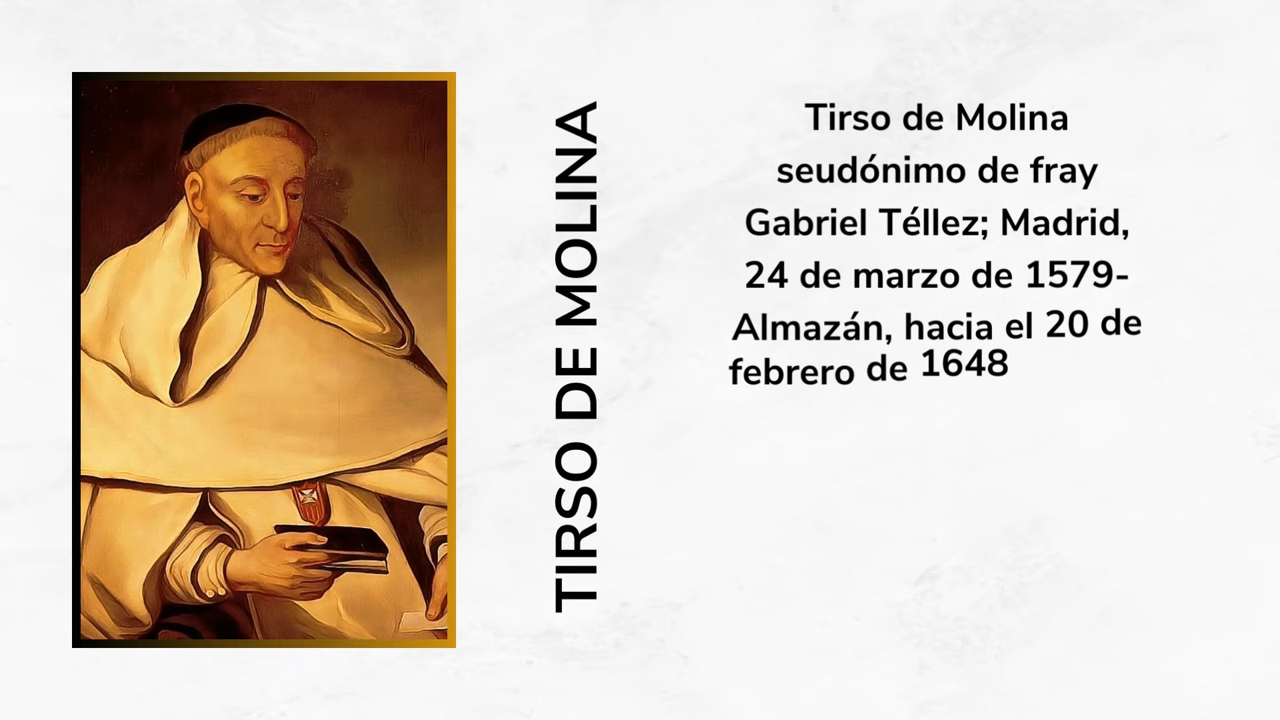 TIRSO DE MOLINA
Tirso de Molina
seudónimo de fray
Gabriel Téllez; Madrid,
24 de marzo de 1579-
Almazán, hacia el 20 de
febrero de 1648